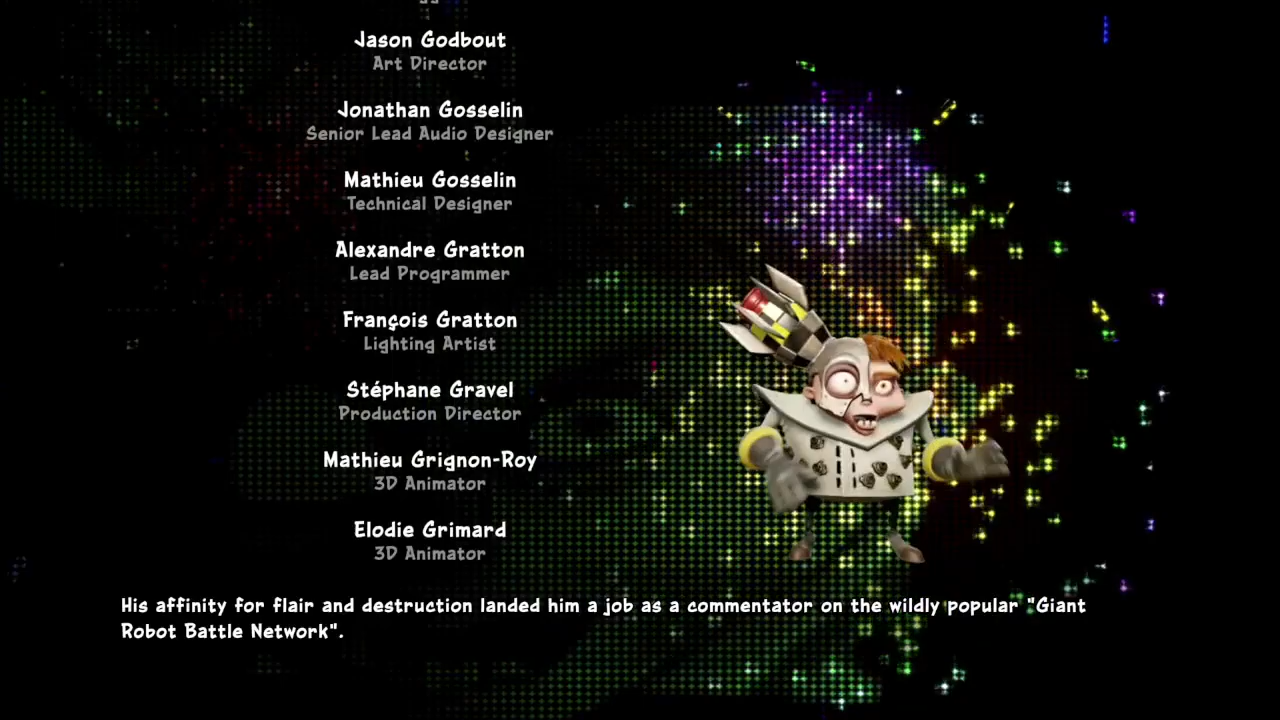 Jason Godbout
Art Director
Jonathan Gosselin
Senior Lead Audio Designer
Mathieu Gosselin
Technical Designer
Alexandre Gratton
Lead Programmer
François Gratton
Lighting Artist
Stéphane Gravel
Production Director
Mathieu Grignon-Roy
3D Animator
Elodie Grimard
3D Animator
His affinity for flair and destruction landed him a job as a commentator on the wildly popular "Giant
Robot Battle Network".